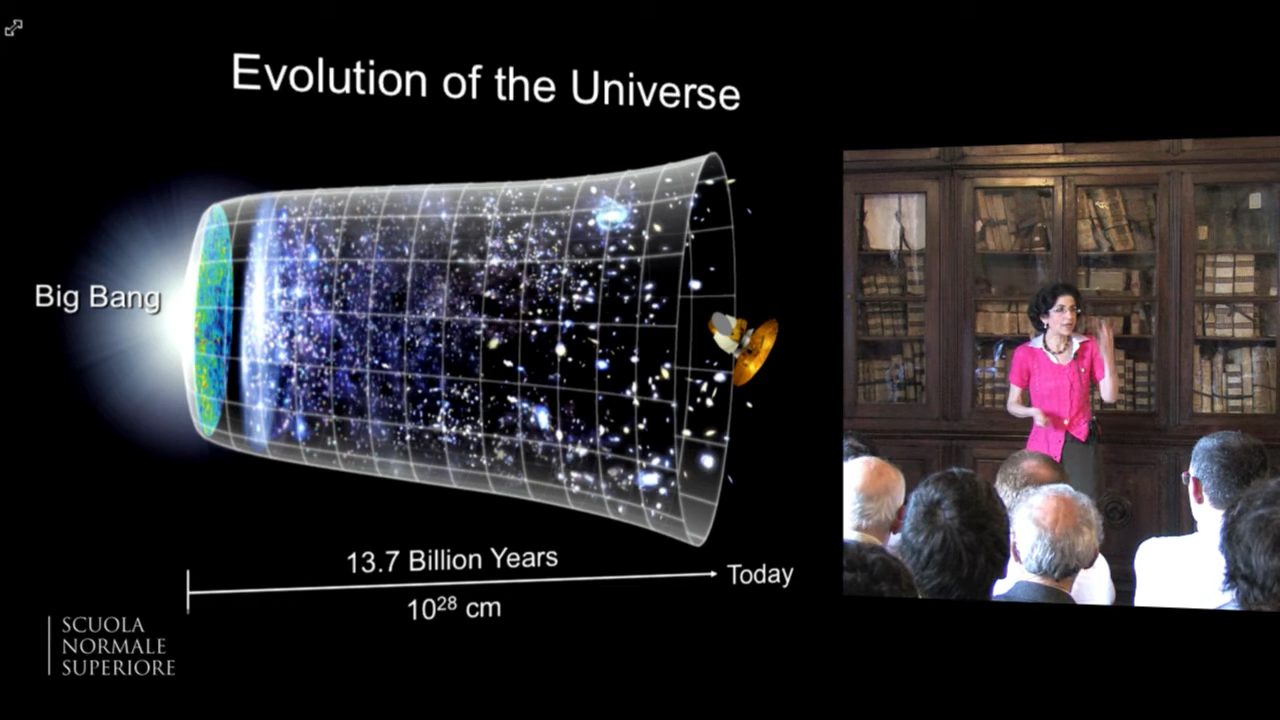 Evolution of the Universe
Big Bang
13.7 Billion Years
Today
10²⁸ cm
SCUOLA
NORMALE
SUPERIORE